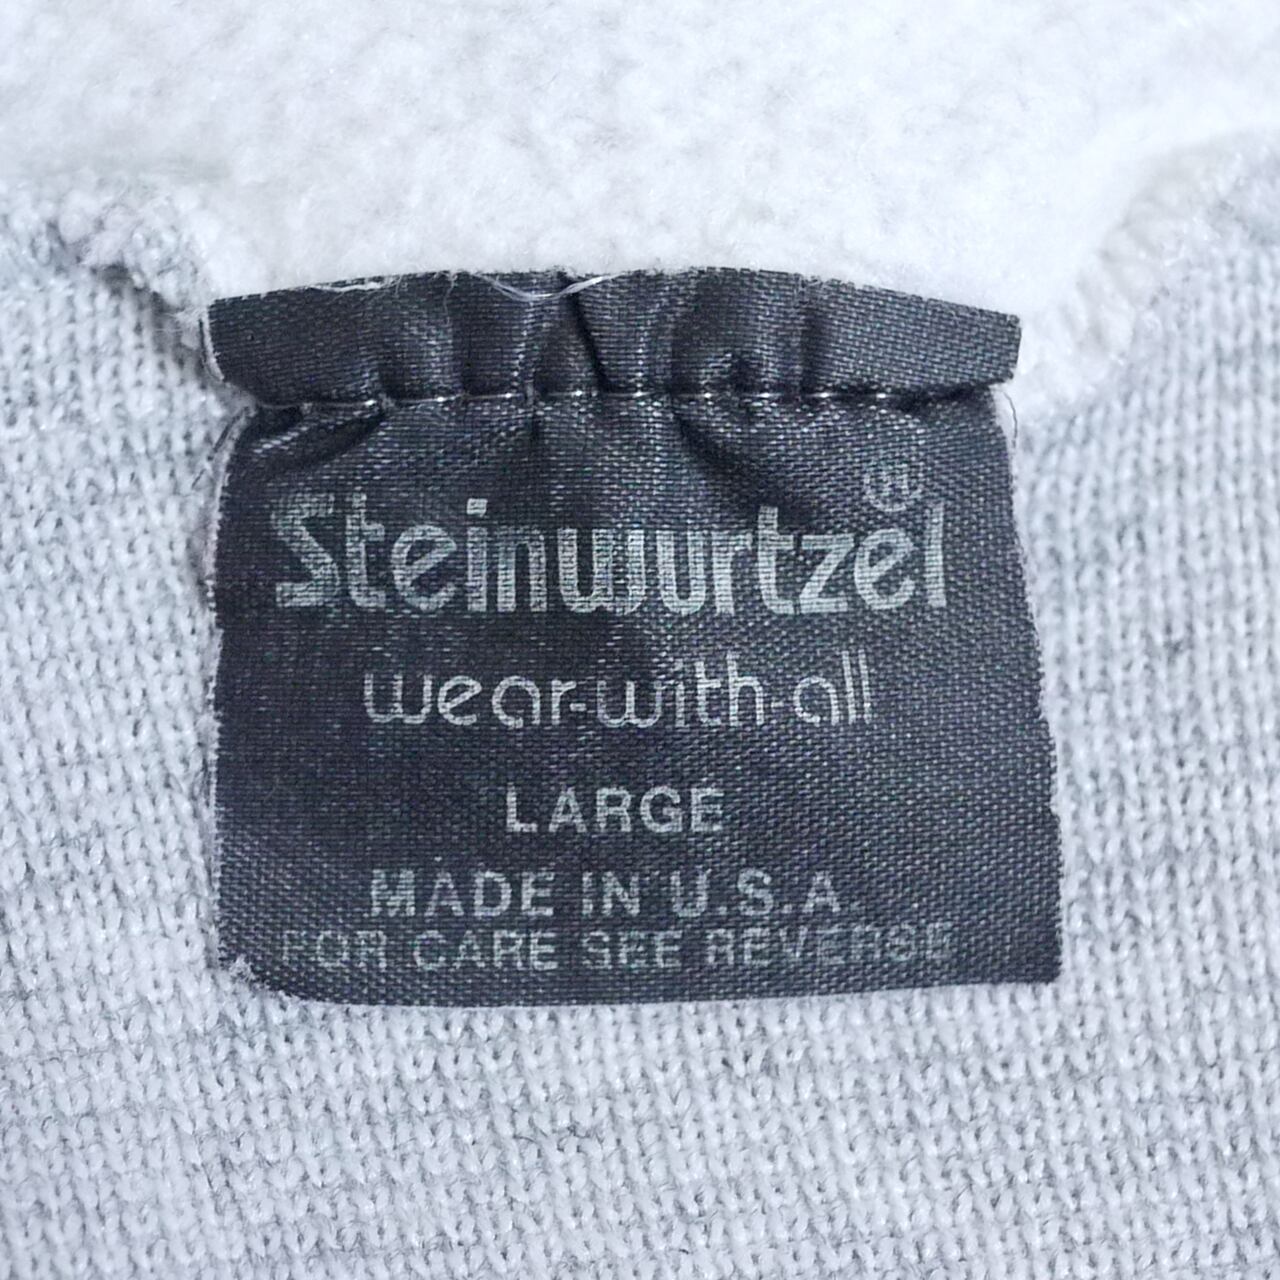 Steinwurtzel®
wear-with-all
LARGE
MADE IN U.S.A.
FOR CARE SEE REVERSE